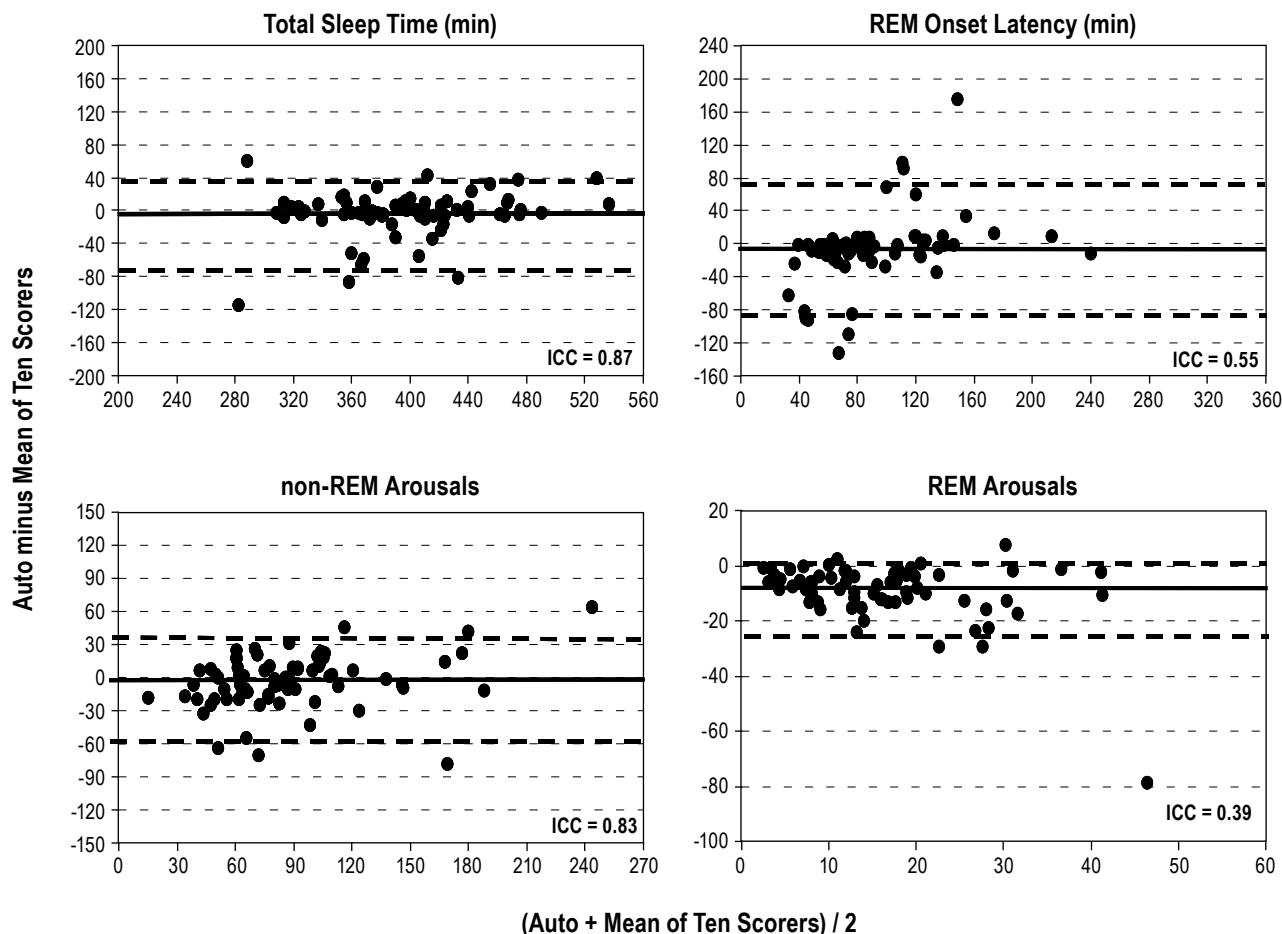 Total Sleep Time (min)
200
160
120
80
40
0
-40
-80
-120
-160
-200
ICC = 0.87
200 240 280 320 360 400 440 480 520 560
REM Onset Latency (min)
240
200
160
120
80
40
0
-40
-80
-120
-160
ICC = 0.55
0 40 80 120 160 200 240 280 320 360
Auto minus Mean of Ten Scorers
non-REM Arousals
150
120
90
60
30
0
-30
-60
-90
-120
-150
ICC = 0.83
0 30 60 90 120 150 180 210 240 270
REM Arousals
20
0
-20
-40
-60
-80
-100
ICC = 0.39
0 10 20 30 40 50 60
(Auto + Mean of Ten Scorers) / 2